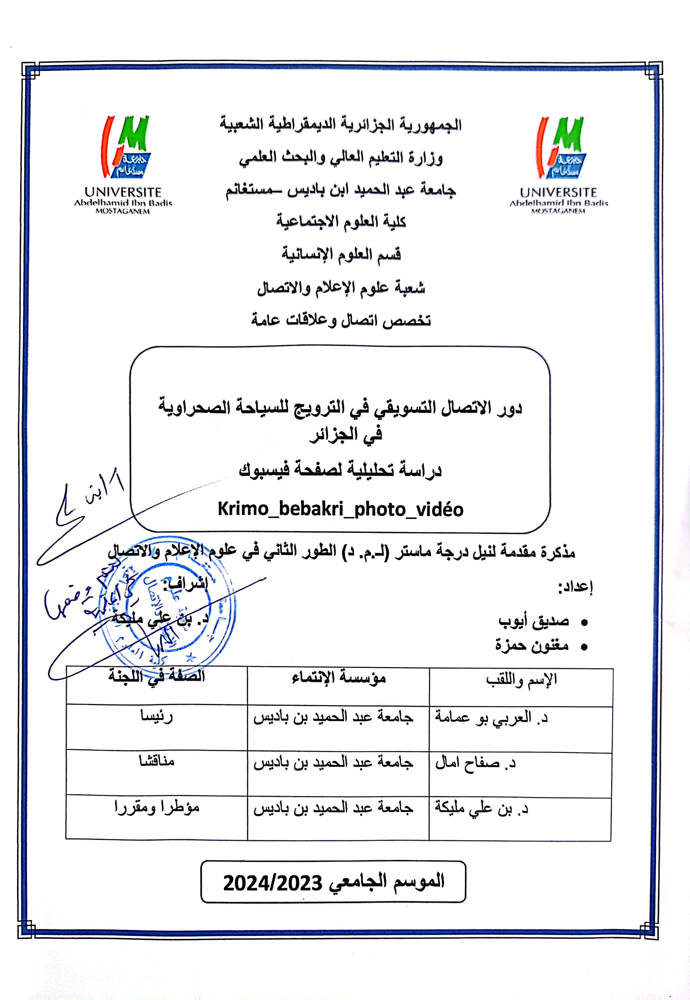 الجمهورية الجزائرية الديمقراطية الشعبية
وزارة التعليم العالي والبحث العلمي
جامعة عبد الحميد ابن باديس –مستغانم
كلية العلوم الاجتماعية
قسم العلوم الإنسانية
شعبة علوم الإعلام والاتصال
تخصص اتصال وعلاقات عامة
جامعة
مستغانم
UNIVERSITE
Abdelhamid Ibn Badis
MOSTAGANEM
جامعة
مستغانم
UNIVERSITE
Abdelhamid Ibn Badis
MOSTAGANEM
دور الاتصال التسويقي في الترويج للسياحة الصحراوية
في الجزائر
دراسة تحليلية لصفحة فيسبوك
Krimo_bebakri_photo_vidéo
مذكرة مقدمة لنيل درجة ماستر (لـ.م. د) الطور الثاني في علوم الإعلام والاتصال
إعداد:
• صديق أيوب
• مغنون حمزة
إشراف:
د. بن علي مليكة
كلية العلوم
الإسم واللقب مؤسسة الإنتماء الصفة في اللجنة
د. العربي بو عمامة جامعة عبد الحميد بن باديس رئيسا
د. صفاح امال جامعة عبد الحميد بن باديس مناقشا
د. بن علي مليكة جامعة عبد الحميد بن باديس مؤطرا ومقررا
الموسم الجامعي 2024/2023